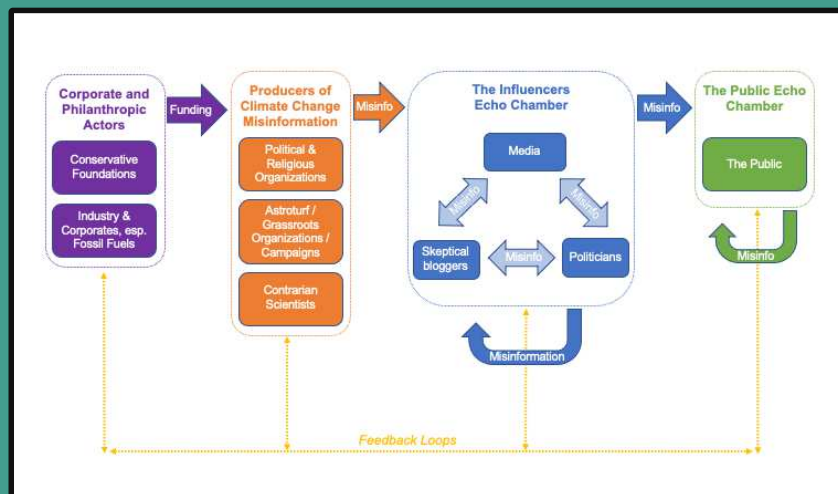 Corporate and
Philanthropic
Actors
Conservative
Foundations
Industry &
Corporates, esp.
Fossil Fuels
Funding
Producers of
Climate Change
Misinformation
Political &
Religious
Organizations
Astroturf /
Grassroots
Organizations /
Campaigns
Contrarian
Scientists
Misinfo
The Influencers
Echo Chamber
Media
Misinfo
Misinfo
Skeptical
bloggers
Misinfo
Politicians
Misinformation
Misinfo
The Public Echo
Chamber
The Public
Misinfo
Feedback Loops